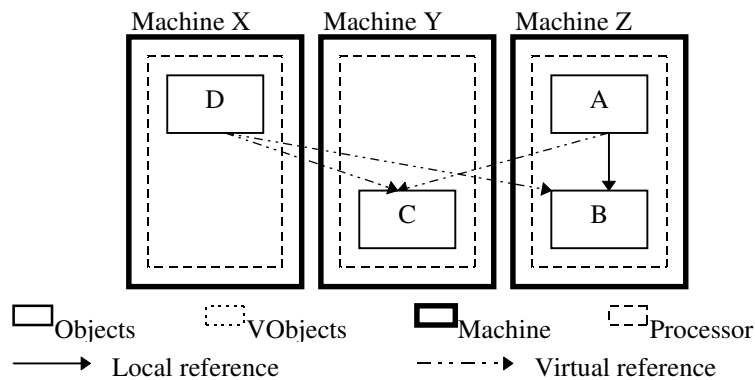 Machine X Machine Y Machine Z
D A
C B
Objects VObjects Machine Processor
Local reference Virtual reference